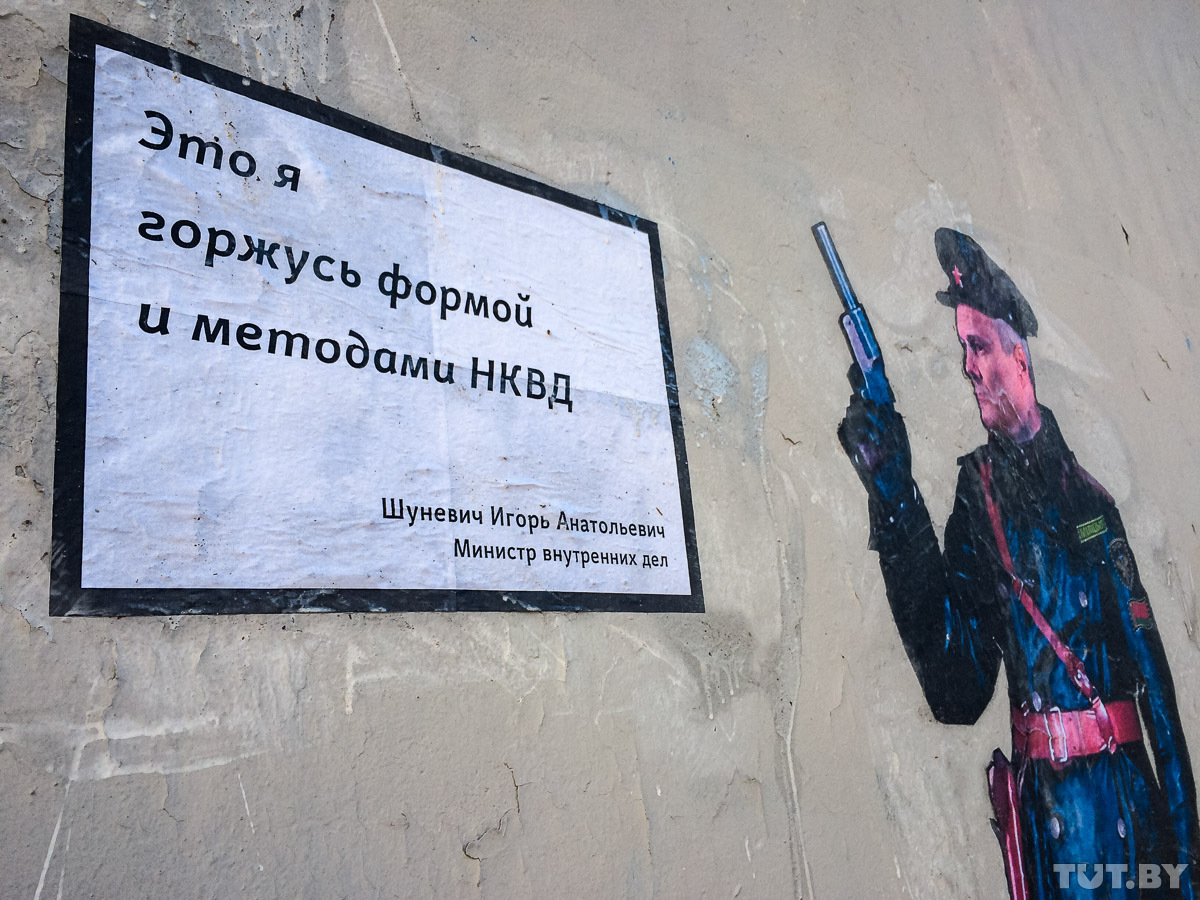 Это я
горжусь формой
и методами НКВД
Шуневич Игорь Анатольевич
Министр внутренних дел
TUT.BY